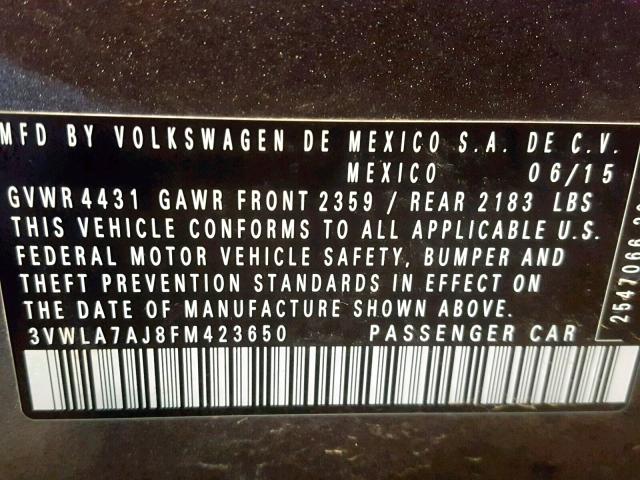 MFD BY VOLKSWAGEN DE MEXICO S.A. DE C.V.
MEXICO 06/15
GVWR 4431 GAWR FRONT 2359 / REAR 2183 LBS
THIS VEHICLE CONFORMS TO ALL APPLICABLE U.S.
FEDERAL MOTOR VEHICLE SAFETY, BUMPER AND
THEFT PREVENTION STANDARDS IN EFFECT ON
THE DATE OF MANUFACTURE SHOWN ABOVE.
3VWLA7AJ8FM423650 PASSENGER CAR